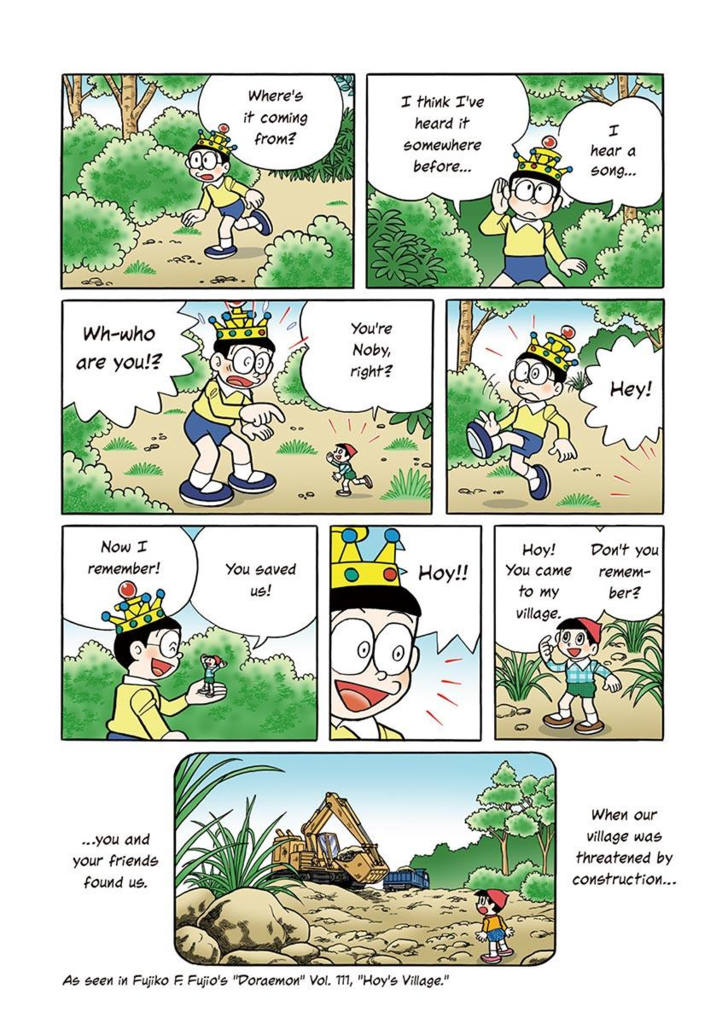 I
hear a
song...
I think I've
heard it
somewhere
before...
Where's
it coming
from?
Hey!
You're
Noby,
right?
Wh-who
are you!?
Don't you
remem-
ber?
Hoy!
You came
to my
village.
Hoy!!
You saved
us!
Now I
remember!
When our
village was
threatened by
construction...
...you and
your friends
found us.
As seen in Fujiko F. Fujio's "Doraemon" Vol. 111, "Hoy's Village."